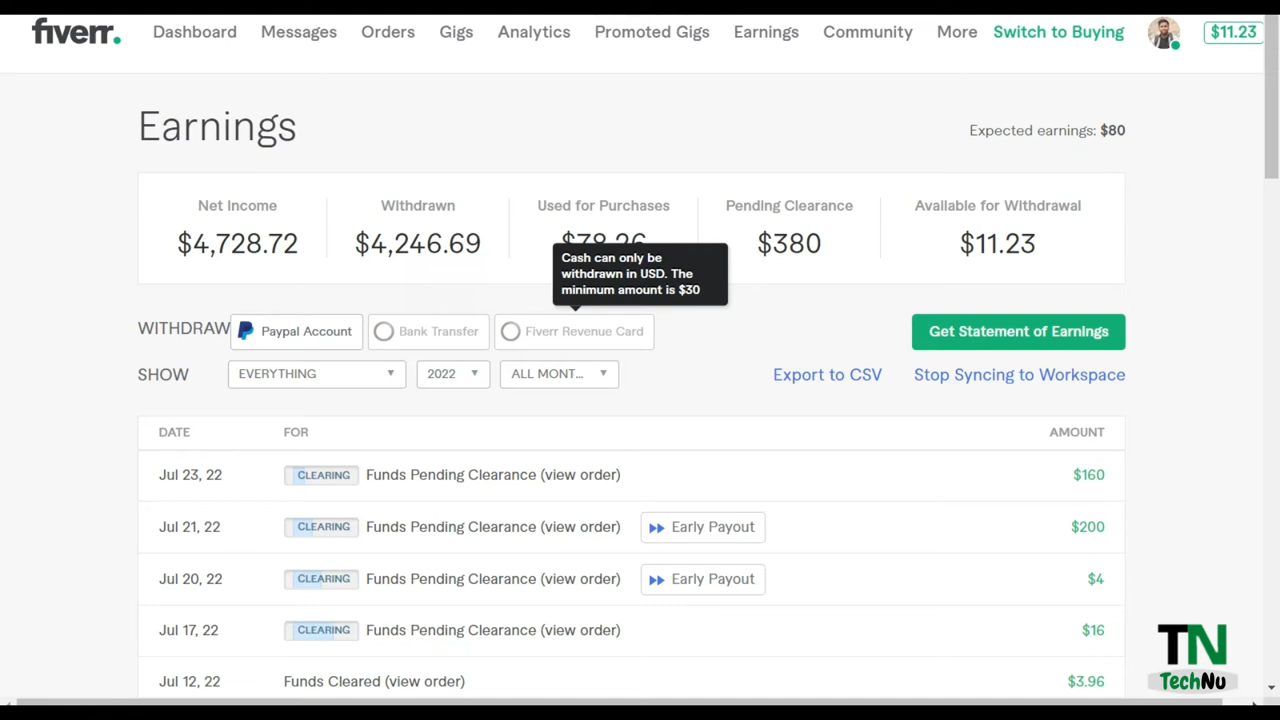 fiverr. Dashboard Messages Orders Gigs Analytics Promoted Gigs Earnings Community More Switch to Buying $11.23
Earnings
Expected earnings: $80
Net Income Withdrawn Used for Purchases Pending Clearance Available for Withdrawal
$4,728.72 $4,246.69 $78.26 $380 $11.23
Cash can only be
withdrawn in USD. The
minimum amount is $30
WITHDRAW Paypal Account Bank Transfer Fiverr Revenue Card Get Statement of Earnings
SHOW EVERYTHING 2022 ALL MONT... Export to CSV Stop Syncing to Workspace
DATE FOR AMOUNT
Jul 23, 22 CLEARING Funds Pending Clearance (view order) $160
Jul 21, 22 CLEARING Funds Pending Clearance (view order) Early Payout $200
Jul 20, 22 CLEARING Funds Pending Clearance (view order) Early Payout $4
Jul 17, 22 CLEARING Funds Pending Clearance (view order) $16
Jul 12, 22 Funds Cleared (view order) $3.96
TN
TechNu